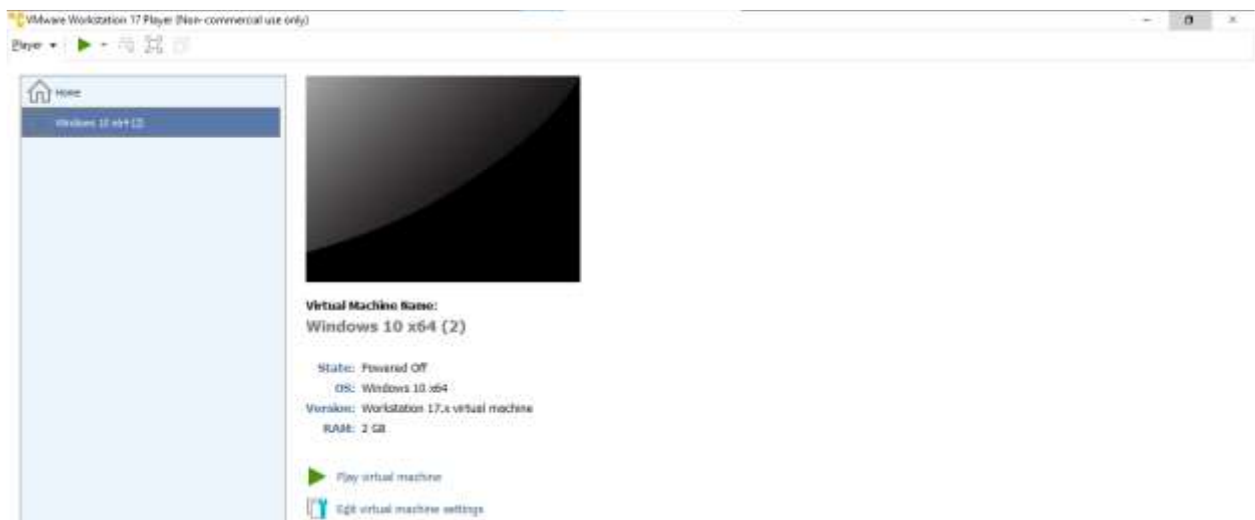 VMware Workstation 17 Player (Non-commercial use only)
Player
Home
Windows 10 x64 (2)
Virtual Machine Name:
Windows 10 x64 (2)
State: Powered Off
OS: Windows 10 x64
Version: Workstation 17.x virtual machine
RAM: 2 GB
Play virtual machine
Edit virtual machine settings